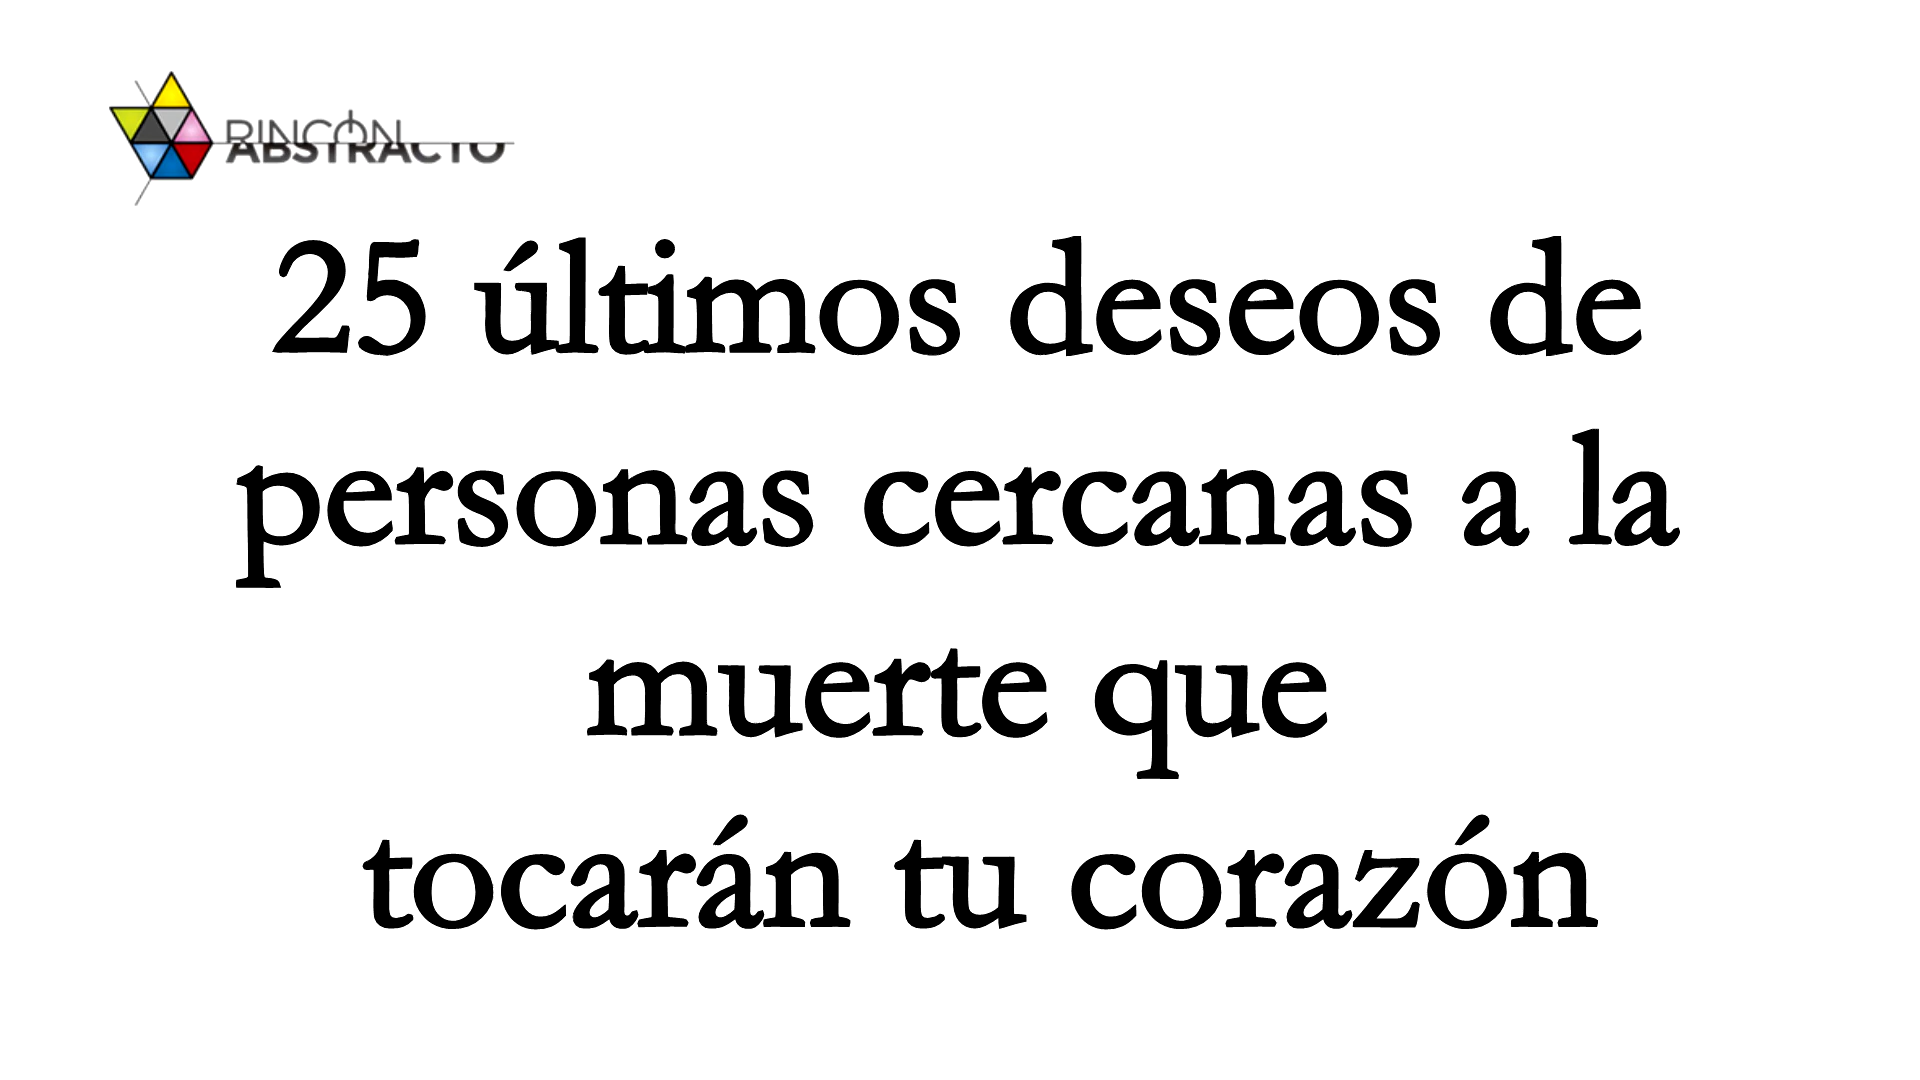 RINCÓN
ABSTRACTO
25 últimos deseos de
personas cercanas a la
muerte que
tocarán tu corazón